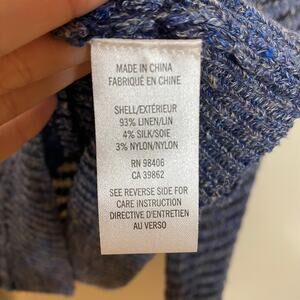 MADE IN CHINA
FABRIQUÉ EN CHINE
SHELL/EXTÉRIEUR
93% LINEN/LIN
4% SILK/SOIE
3% NYLON/NYLON
RN 98406
CA 39862
SEE REVERSE SIDE FOR
CARE INSTRUCTION
DIRECTIVE D'ENTRETIEN
AU VERSO